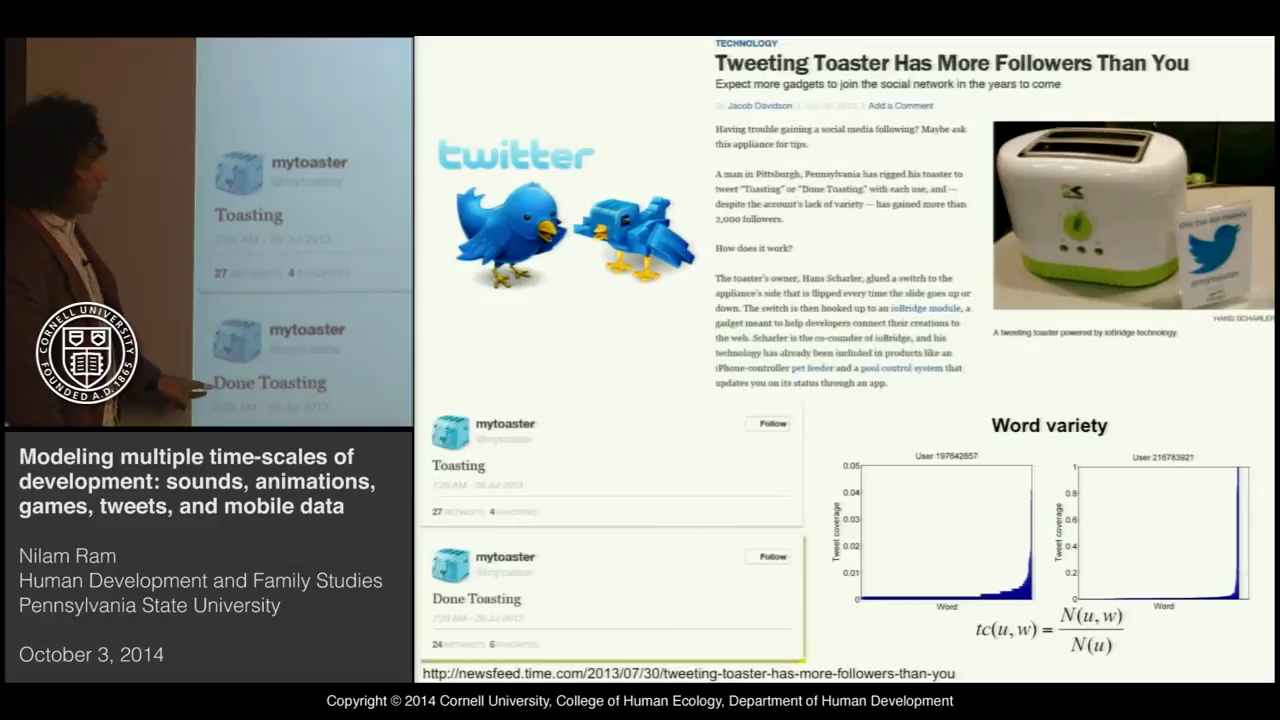 mytoaster
@mytoaster
Toasting
7:28 AM - 28 Jul 2013
27 RETWEETS 4 FAVORITES
mytoaster
Done Toasting
CORNELL UNIVERSITY
FOUNDED A.D. 1865
Modeling multiple time-scales of
development: sounds, animations,
games, tweets, and mobile data
Nilam Ram
Human Development and Family Studies
Pennsylvania State University
October 3, 2014
twitter
TECHNOLOGY
Tweeting Toaster Has More Followers Than You
Expect more gadgets to join the social network in the years to come
By Jacob Davidson | Add a Comment
Having trouble gaining a social media following? Maybe ask
this appliance for tips.
A man in Pittsburgh, Pennsylvania has rigged his toaster to
tweet "Toasting" or "Done Toasting" with each use, and —
despite the account's lack of variety — has gained more than
2,000 followers.
How does it work?
The toaster's owner, Hans Scharler, glued a switch to the
appliance's side that is flipped every time the slide goes up or
down. The switch is then hooked up to an ioBridge module, a
gadget meant to help developers connect their creations to
the web. Scharler is the co-founder of ioBridge, and his
technology has already been included in products like an
iPhone-controller pet feeder and a pool control system that
updates you on its status through an app.
HANS SCHARLER
A tweeting toaster powered by ioBridge technology.
mytoaster
@mytoaster
Follow
Toasting
7:28 AM - 28 Jul 2013
27 RETWEETS 4 FAVORITES
mytoaster
@mytoaster
Follow
Done Toasting
7:29 AM - 28 Jul 2013
24 RETWEETS 5 FAVORITES
Word variety
User 197642657
0.05
0.04
0.03
0.02
0.01
0
Tweet coverage
Word
User 216783921
1
0.8
0.6
0.4
0.2
0
Tweet coverage
Word
tc(u, w) = N(u, w) / N(u)
http://newsfeed.time.com/2013/07/30/tweeting-toaster-has-more-followers-than-you
Copyright © 2014 Cornell University, College of Human Ecology, Department of Human Development